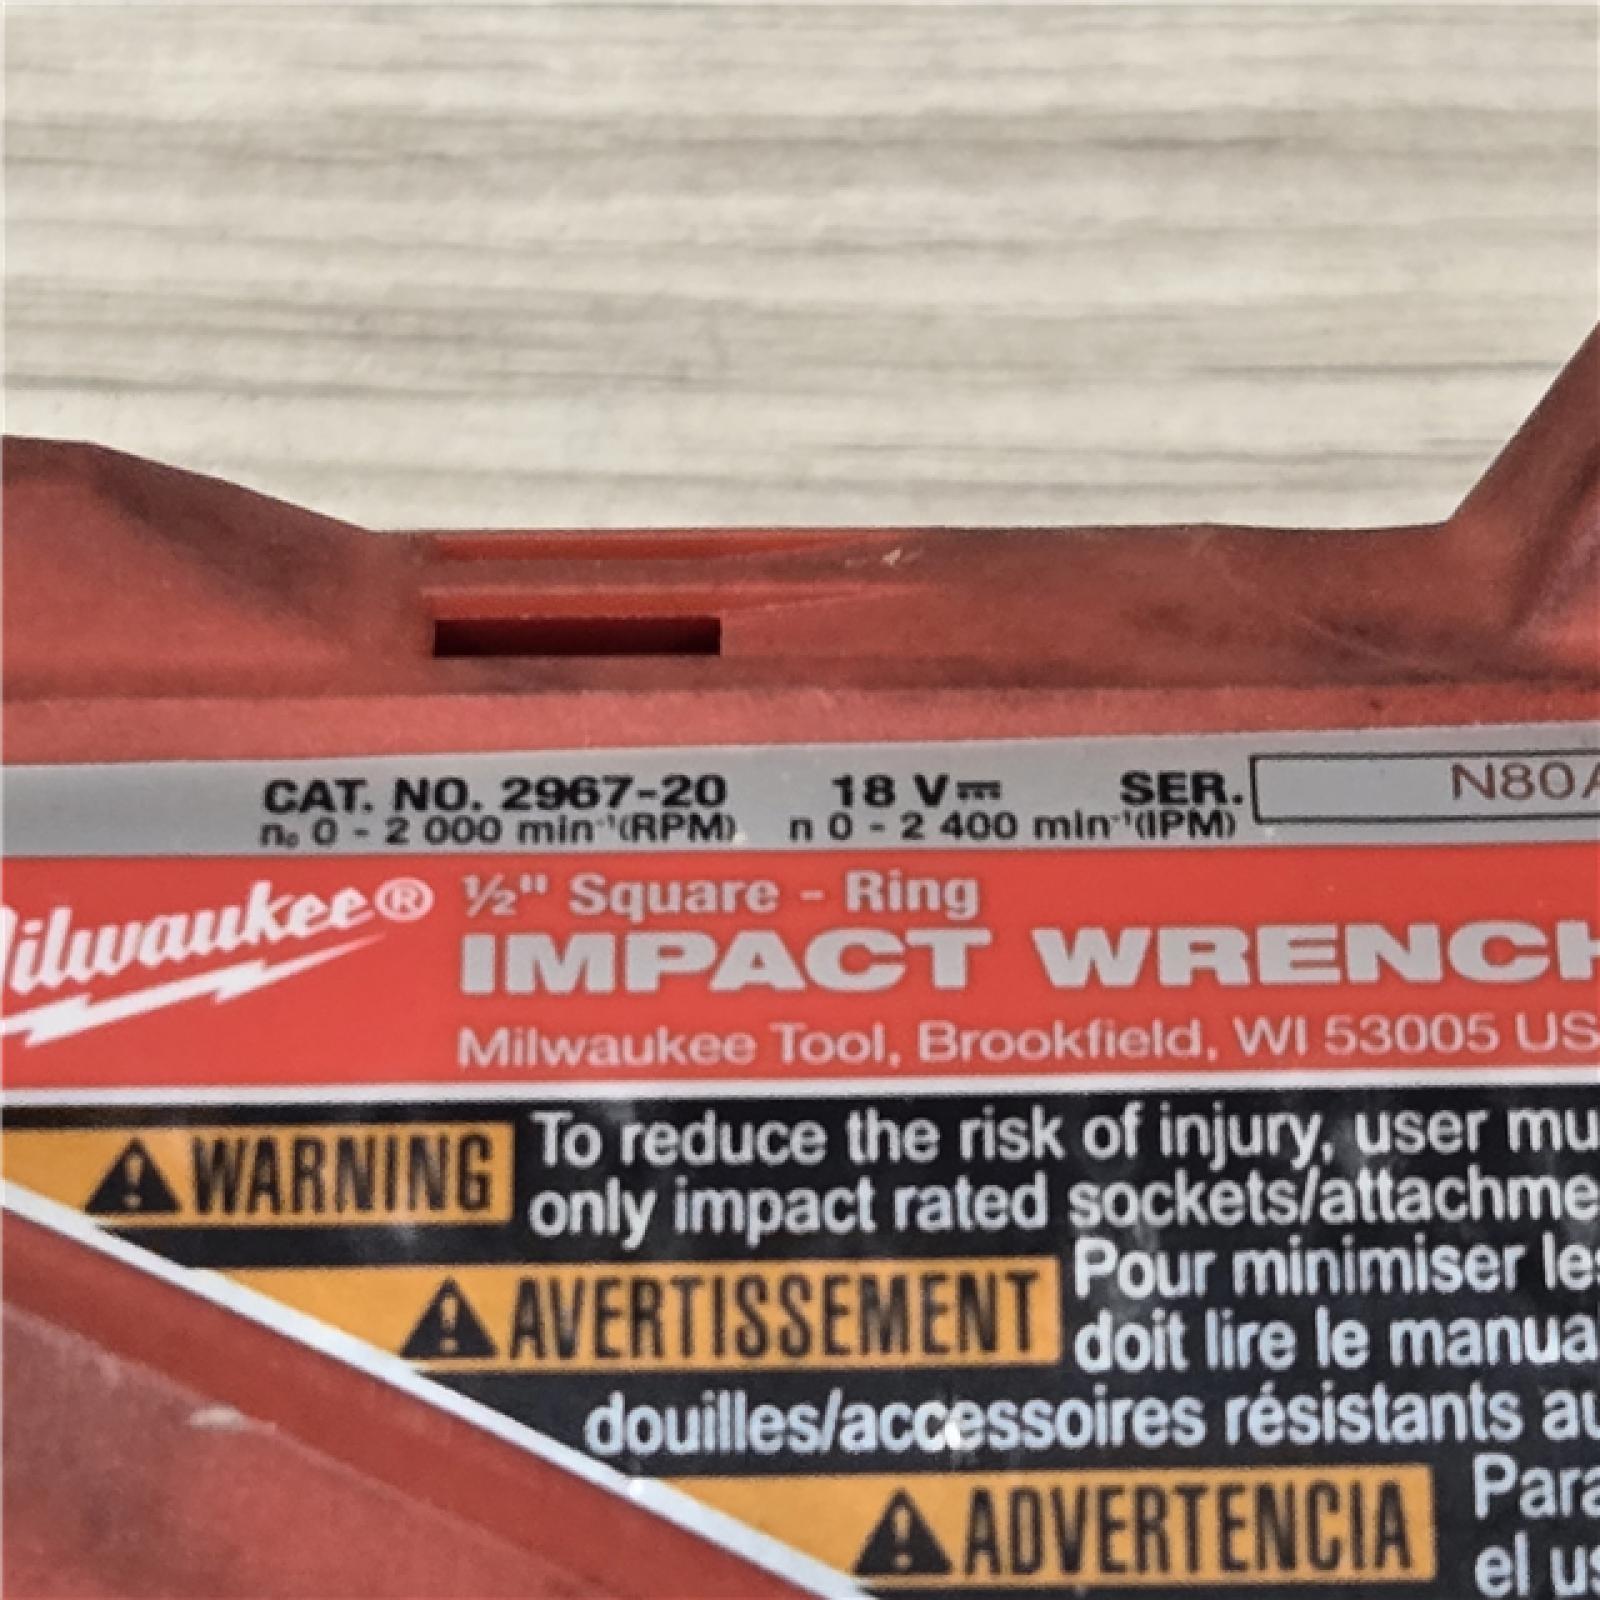 CAT. NO. 2967-20 18 V⎓ SER. N80A
n₀ 0 - 2 000 min⁻¹(RPM) n 0 - 2 400 min⁻¹(IPM)
Milwaukee® ½" Square - Ring
IMPACT WRENCH
Milwaukee Tool, Brookfield, WI 53005 US
WARNING To reduce the risk of injury, user mu
only impact rated sockets/attachme
AVERTISSEMENT Pour minimiser les
doit lire le manua
douilles/accessoires résistants au
ADVERTENCIA Para
el us